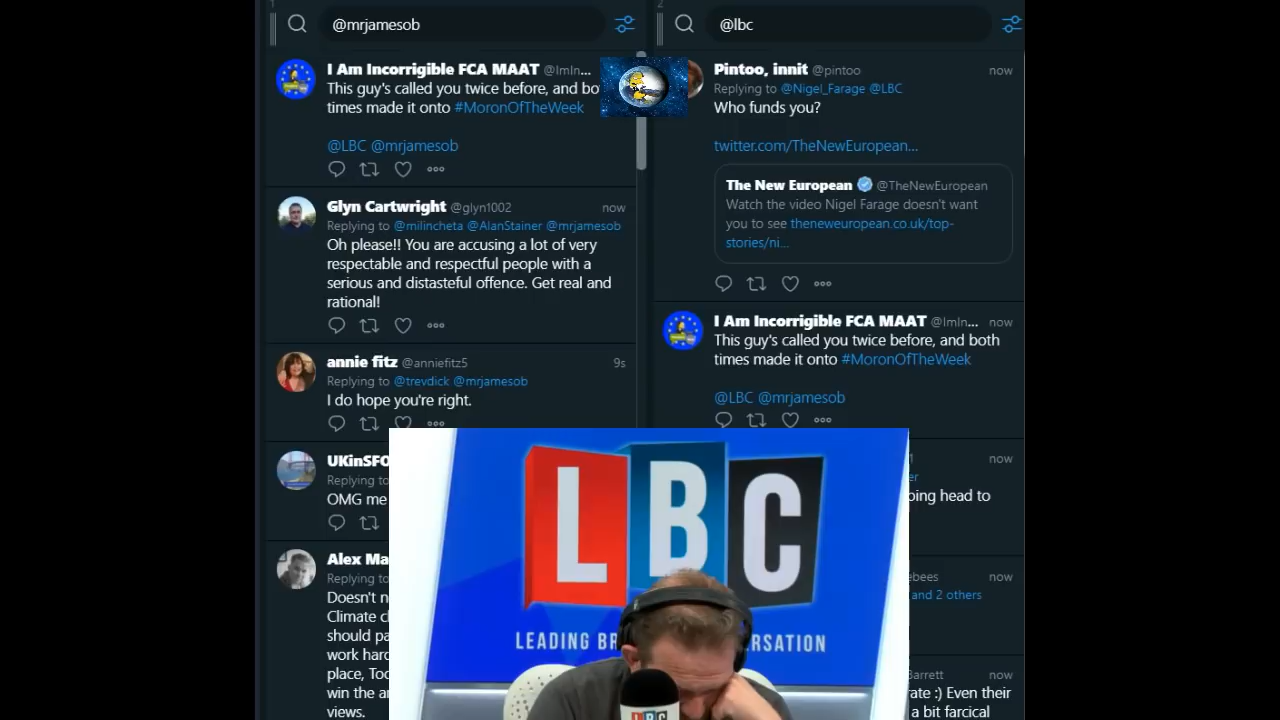 1
@mrjamesob
I Am Incorrigible FCA MAAT @ImIn...
This guy's called you twice before, and bot
times made it onto #MoronOfTheWeek
@LBC @mrjamesob
Glyn Cartwright @glyn1002 now
Replying to @milincheta @AlanStainer @mrjamesob
Oh please!! You are accusing a lot of very
respectable and respectful people with a
serious and distasteful offence. Get real and
rational!
annie fitz @anniefitz5 9s
Replying to @trevdick @mrjamesob
I do hope you're right.
UKinSFO
Replying to
OMG me
Alex Ma
Replying to
Doesn't n
Climate c
should pa
work hard
place, Too
win the a
views.
2
@lbc
Pintoo, innit @pintoo now
Replying to @Nigel_Farage @LBC
Who funds you?
twitter.com/TheNewEuropean...
The New European @TheNewEuropean
Watch the video Nigel Farage doesn't want
you to see theneweuropean.co.uk/top-
stories/ni...
I Am Incorrigible FCA MAAT @ImIn... now
This guy's called you twice before, and both
times made it onto #MoronOfTheWeek
@LBC @mrjamesob
1 now
er
ping head to
ebees now
and 2 others
Barrett now
rate :) Even their
a bit farcical
LBC
LEADING BR RSATION
LBC